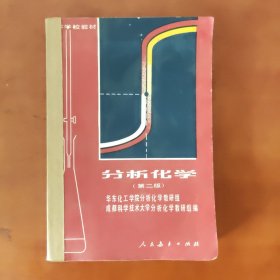 学校教材
分析化学
(第二版)
华东化工学院分析化学教研组
成都科学技术大学分析化学教研组编
人民教育出版社